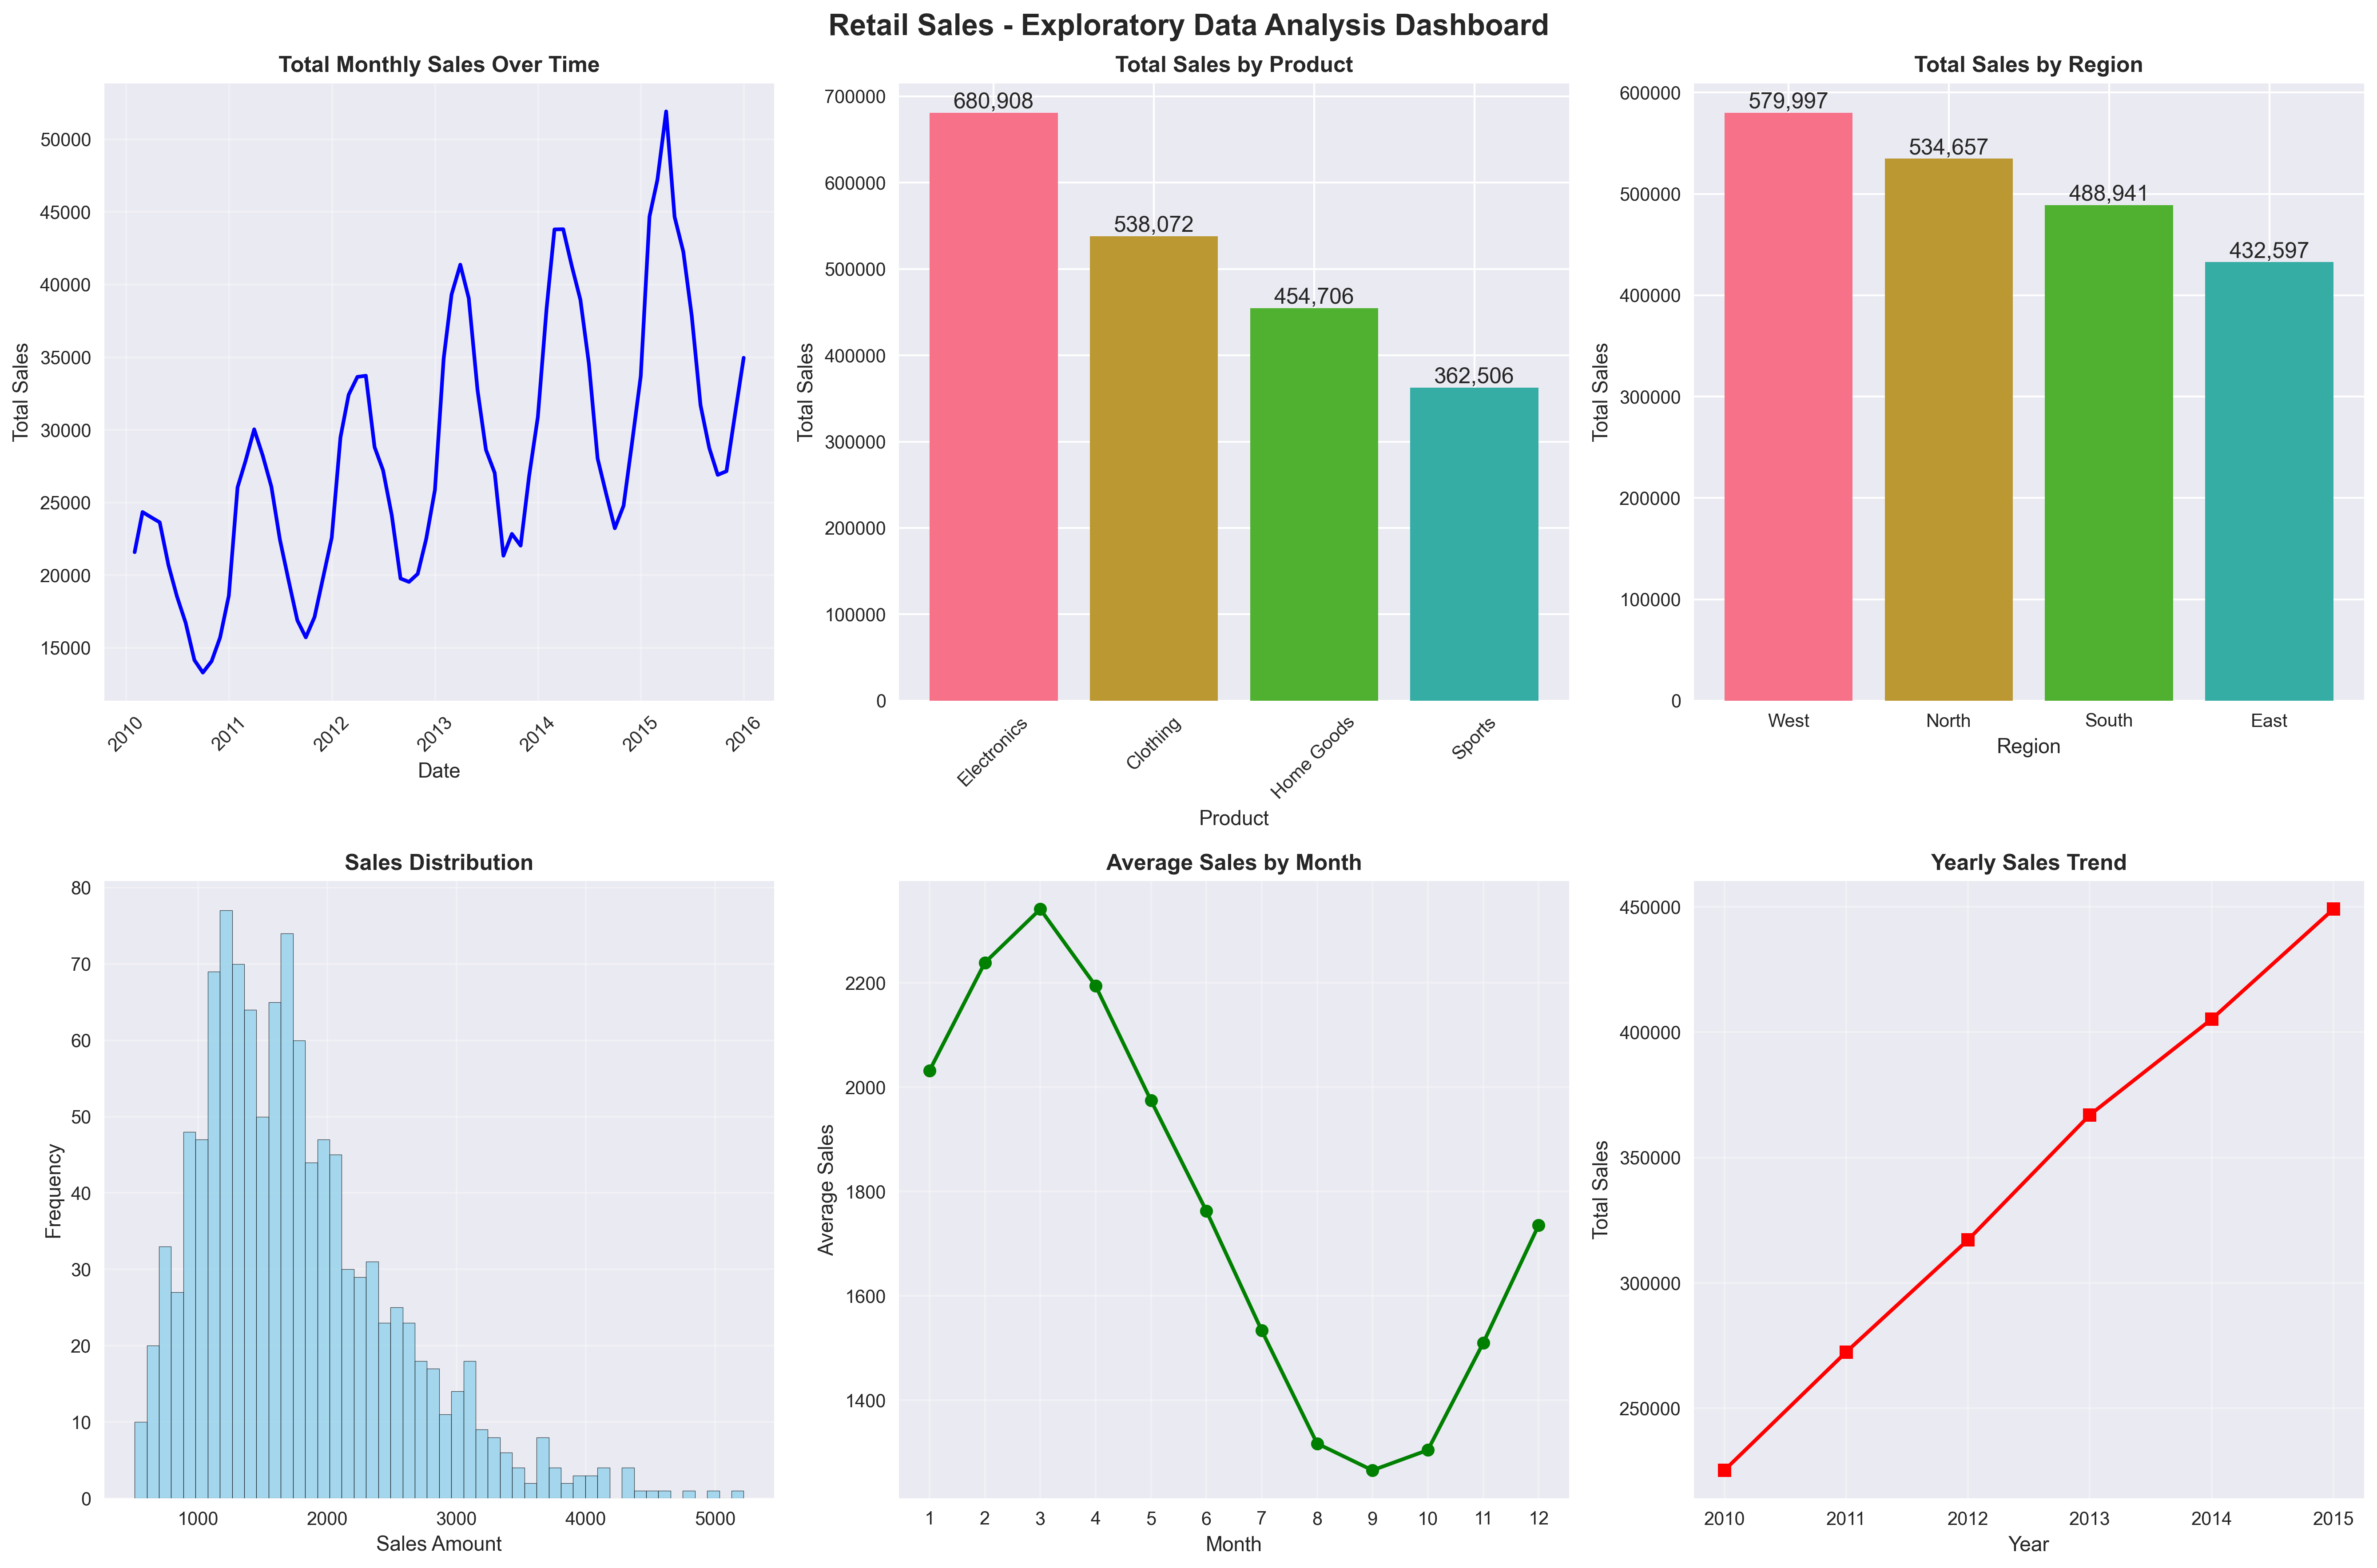 Retail Sales - Exploratory Data Analysis Dashboard
Total Monthly Sales Over Time
Total Sales
50000
45000
40000
35000
30000
25000
20000
15000
2010
2011
2012
2013
2014
2015
2016
Date
Total Sales by Product
Total Sales
700000
600000
500000
400000
300000
200000
100000
0
680,908
538,072
454,706
362,506
Electronics
Clothing
Home Goods
Sports
Product
Total Sales by Region
Total Sales
600000
500000
400000
300000
200000
100000
0
579,997
534,657
488,941
432,597
West
North
South
East
Region
Sales Distribution
Frequency
80
70
60
50
40
30
20
10
0
1000
2000
3000
4000
5000
Sales Amount
Average Sales by Month
Average Sales
2200
2000
1800
1600
1400
1
2
3
4
5
6
7
8
9
10
11
12
Month
Yearly Sales Trend
Total Sales
450000
400000
350000
300000
250000
2010
2011
2012
2013
2014
2015
Year